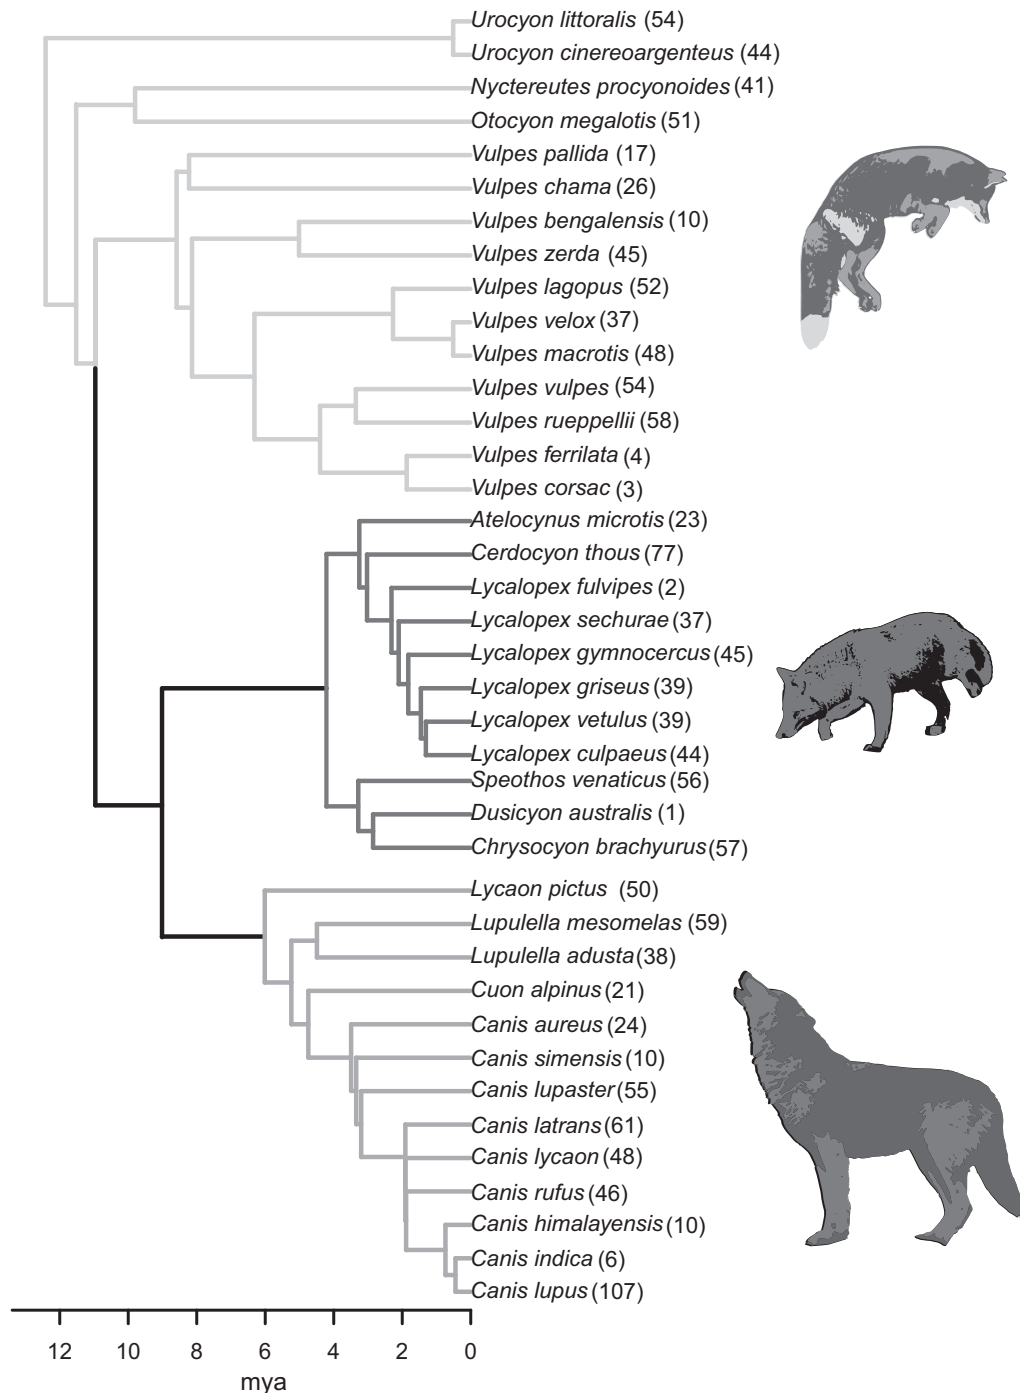 Urocyon littoralis (54)
Urocyon cinereoargenteus (44)
Nyctereutes procyonoides (41)
Otocyon megalotis (51)
Vulpes pallida (17)
Vulpes chama (26)
Vulpes bengalensis (10)
Vulpes zerda (45)
Vulpes lagopus (52)
Vulpes velox (37)
Vulpes macrotis (48)
Vulpes vulpes (54)
Vulpes rueppellii (58)
Vulpes ferrilata (4)
Vulpes corsac (3)
Atelocynus microtis (23)
Cerdocyon thous (77)
Lycalopex fulvipes (2)
Lycalopex sechurae (37)
Lycalopex gymnocercus (45)
Lycalopex griseus (39)
Lycalopex vetulus (39)
Lycalopex culpaeus (44)
Speothos venaticus (56)
Dusicyon australis (1)
Chrysocyon brachyurus (57)
Lycaon pictus (50)
Lupulella mesomelas (59)
Lupulella adusta (38)
Cuon alpinus (21)
Canis aureus (24)
Canis simensis (10)
Canis lupaster (55)
Canis latrans (61)
Canis lycaon (48)
Canis rufus (46)
Canis himalayensis (10)
Canis indica (6)
Canis lupus (107)
12 10 8 6 4 2 0
mya